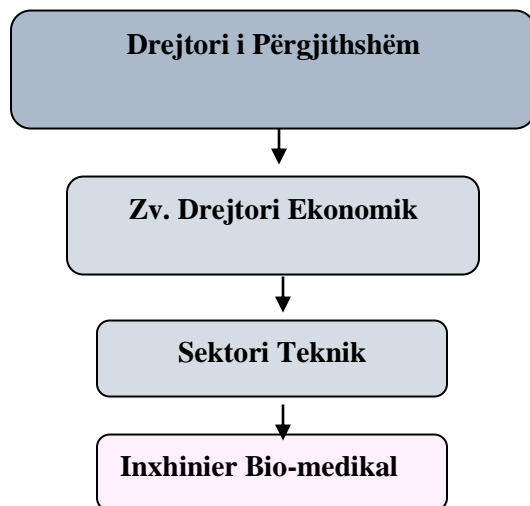 Drejtori i Përgjithshëm
Zv. Drejtori Ekonomik
Sektori Teknik
Inxhinier Bio-medikal